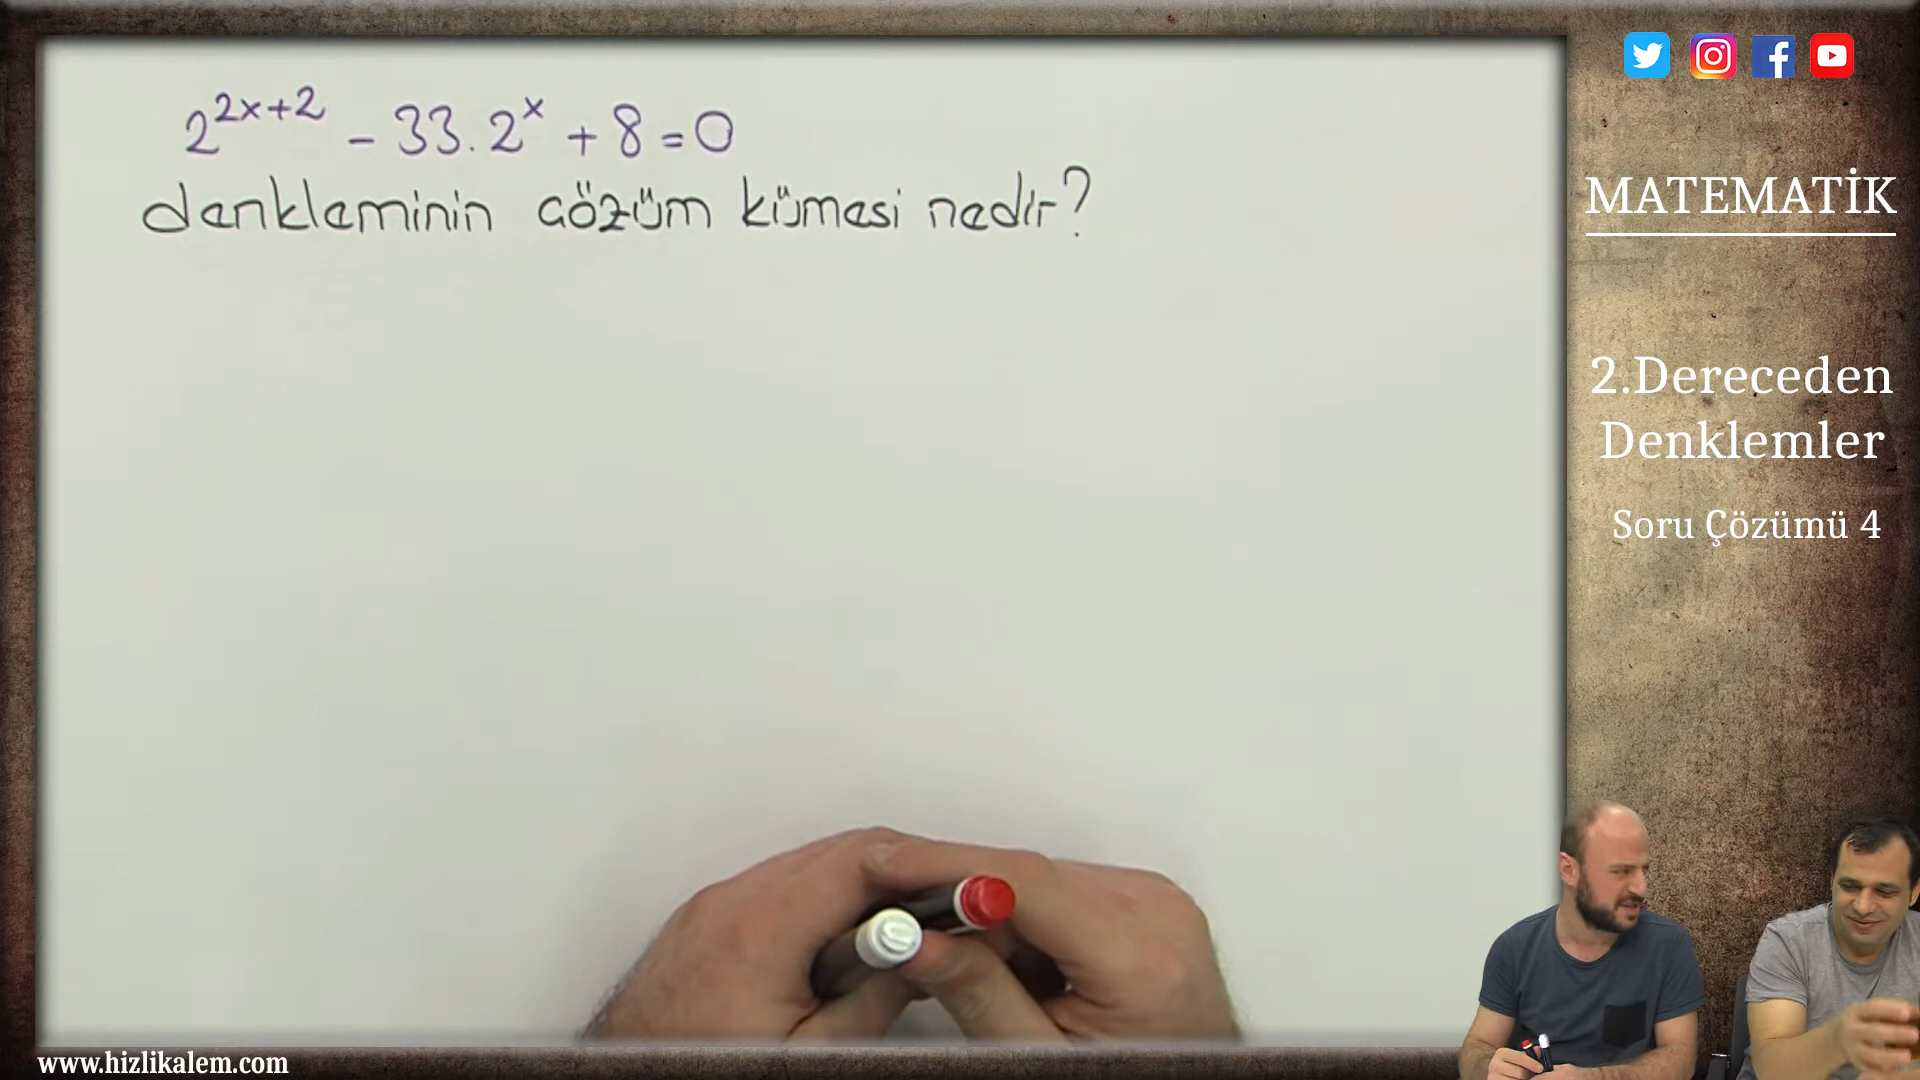 2^{2x+2} - 33.2^x + 8 = 0
denkleminin çözüm kümesi nedir?
MATEMATİK
2.Dereceden
Denklemler
Soru Çözümü 4
www.hizlikalem.com